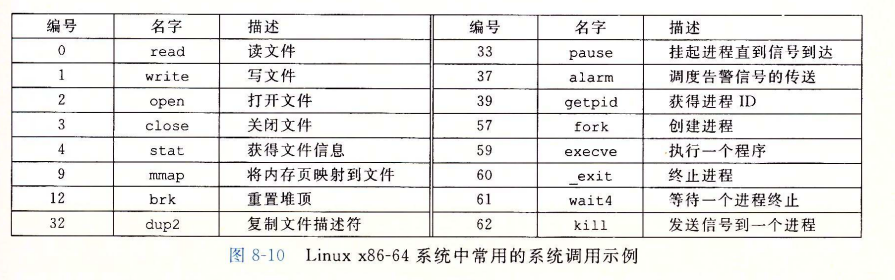 编号 名字 描述 编号 名字 描述
0 read 读文件 33 pause 挂起进程直到信号到达
1 write 写文件 37 alarm 调度告警信号的传送
2 open 打开文件 39 getpid 获得进程 ID
3 close 关闭文件 57 fork 创建进程
4 stat 获得文件信息 59 execve 执行一个程序
9 mmap 将内存页映射到文件 60 _exit 终止进程
12 brk 重置堆顶 61 wait4 等待一个进程终止
32 dup2 复制文件描述符 62 kill 发送信号到一个进程
图 8-10 Linux x86-64 系统中常用的系统调用示例